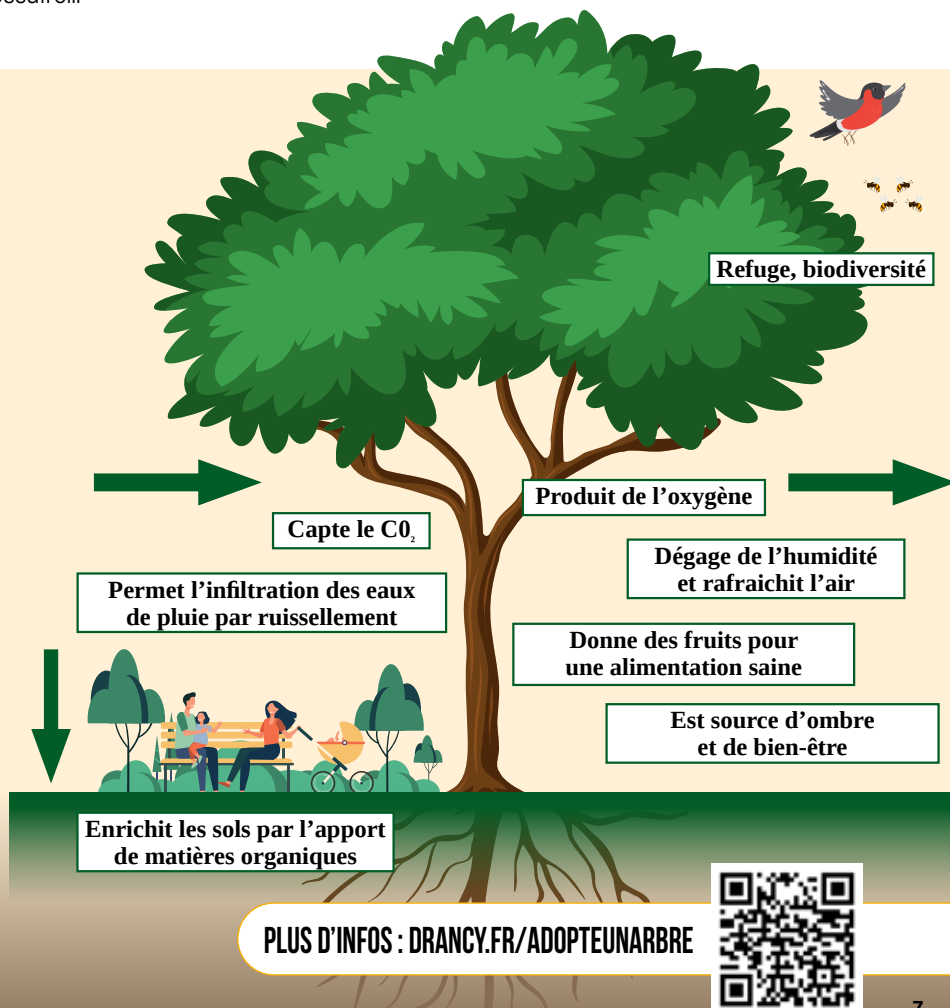 Refuge, biodiversité
Produit de l’oxygène
Capte le C0₂
Dégage de l’humidité
et rafraichit l’air
Permet l’infiltration des eaux
de pluie par ruissellement
Donne des fruits pour
une alimentation saine
Est source d’ombre
et de bien-être
Enrichit les sols par l’apport
de matières organiques
PLUS D’INFOS : DRANCY.FR/ADOPTEUNARBRE